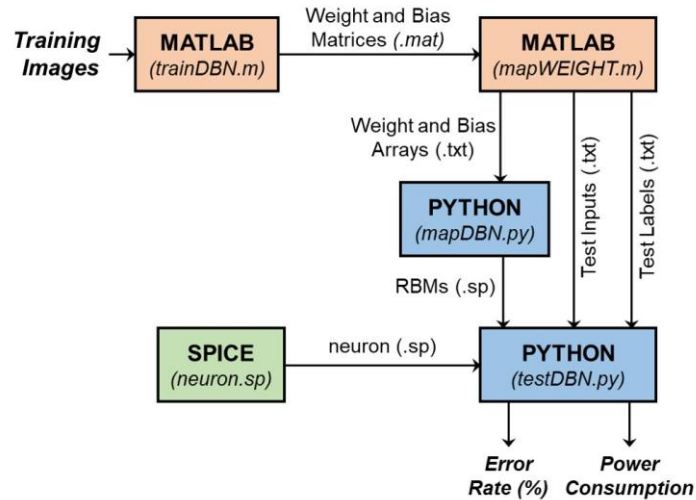 Training
Images
MATLAB
(trainDBN.m)
Weight and Bias
Matrices (.mat)
MATLAB
(mapWEIGHT.m)
Weight and Bias
Arrays (.txt)
Test Inputs (.txt)
Test Labels (.txt)
PYTHON
(mapDBN.py)
RBMs (.sp)
SPICE
(neuron.sp)
neuron (.sp)
PYTHON
(testDBN.py)
Error
Rate (%)
Power
Consumption